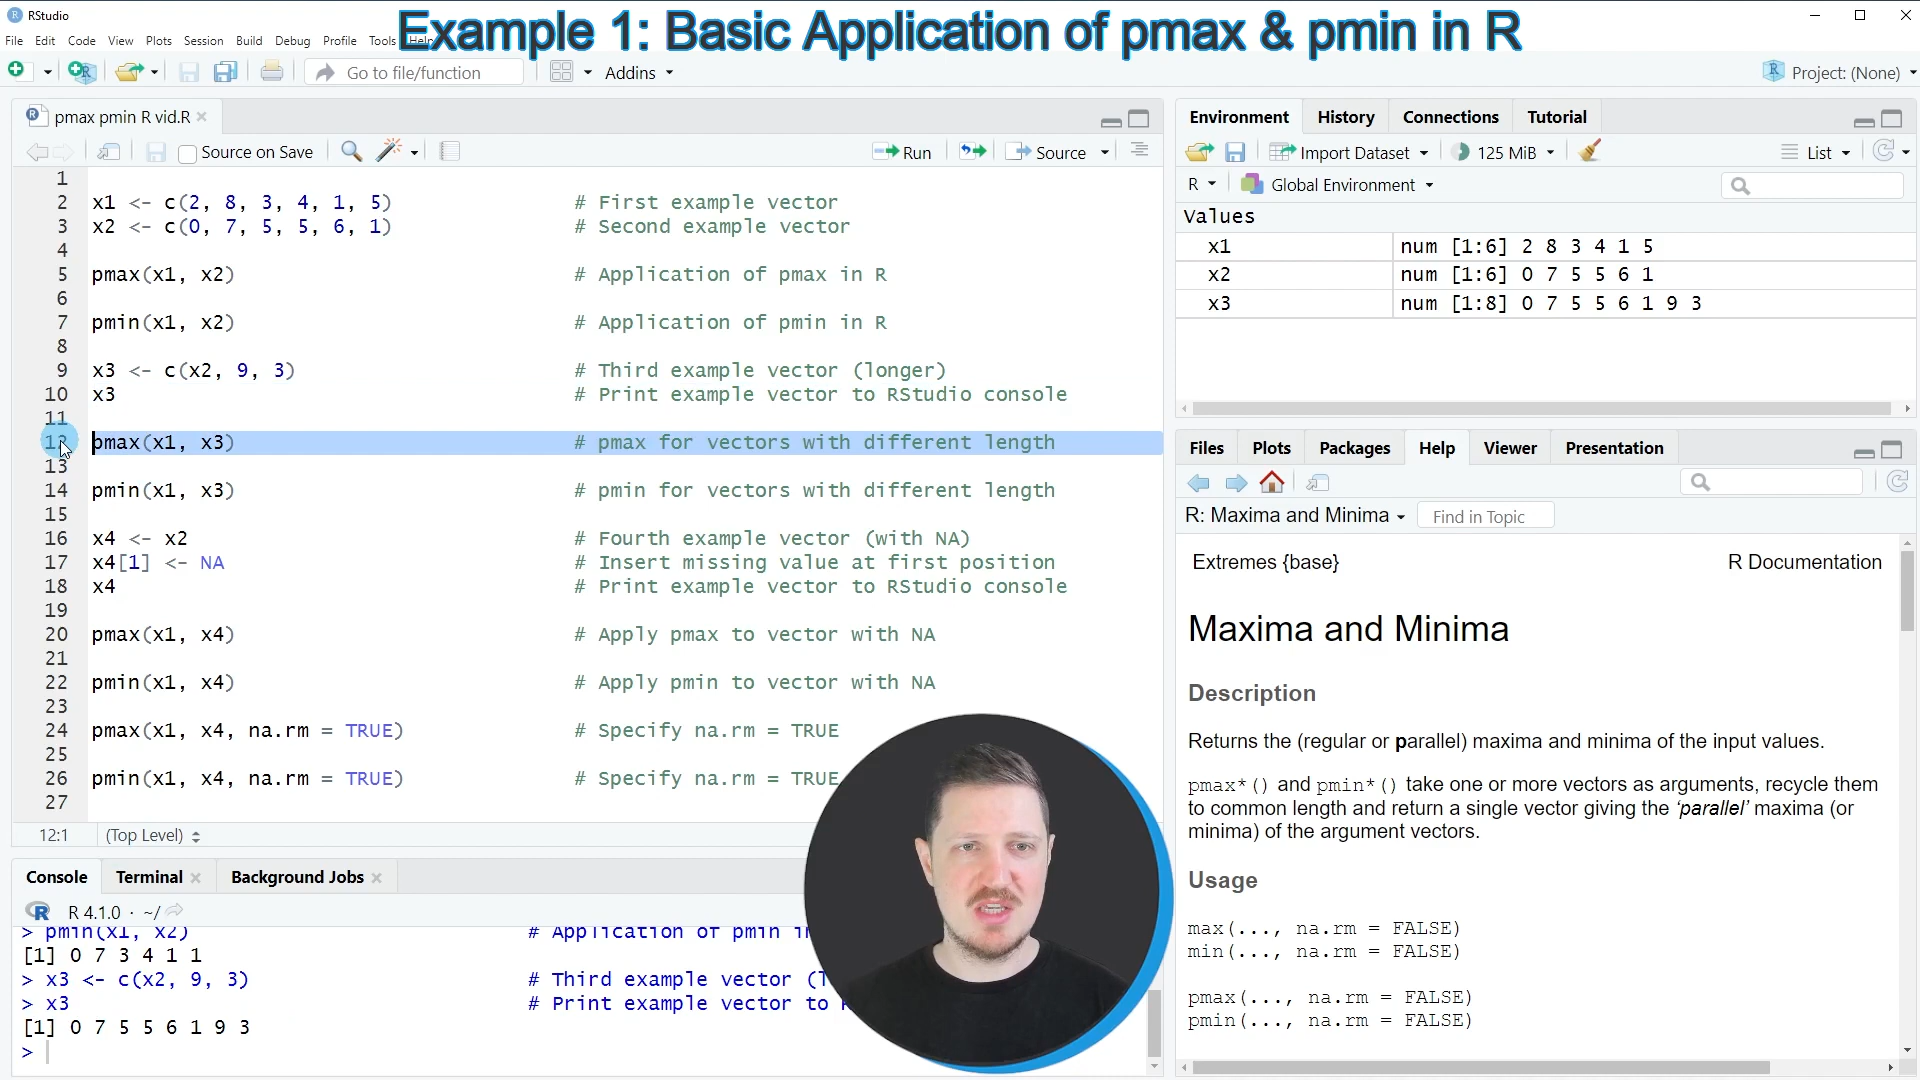 RStudio
Example 1: Basic Application of pmax & pmin in R
File Edit Code View Plots Session Build Debug Profile Tools Help
Go to file/function
Addins
Project: (None)
pmax pmin R vid.R
Source on Save
Run
Source
1
2 x1 <- c(2, 8, 3, 4, 1, 5) # First example vector
3 x2 <- c(0, 7, 5, 5, 6, 1) # Second example vector
4
5 pmax(x1, x2) # Application of pmax in R
6
7 pmin(x1, x2) # Application of pmin in R
8
9 x3 <- c(x2, 9, 3) # Third example vector (longer)
10 x3 # Print example vector to RStudio console
11
12 pmax(x1, x3) # pmax for vectors with different length
13
14 pmin(x1, x3) # pmin for vectors with different length
15
16 x4 <- x2 # Fourth example vector (with NA)
17 x4[1] <- NA # Insert missing value at first position
18 x4 # Print example vector to RStudio console
19
20 pmax(x1, x4) # Apply pmax to vector with NA
21
22 pmin(x1, x4) # Apply pmin to vector with NA
23
24 pmax(x1, x4, na.rm = TRUE) # Specify na.rm = TRUE
25
26 pmin(x1, x4, na.rm = TRUE) # Specify na.rm = TRUE
27
12:1 (Top Level)
Console Terminal Background Jobs
R 4.1.0 · ~/
> pmin(x1, x2) # Application of pmin in
[1] 0 7 3 4 1 1
> x3 <- c(x2, 9, 3) # Third example vector (
> x3 # Print example vector to
[1] 0 7 5 5 6 1 9 3
>
Environment History Connections Tutorial
Import Dataset 125 MiB List
R Global Environment
Values
x1 num [1:6] 2 8 3 4 1 5
x2 num [1:6] 0 7 5 5 6 1
x3 num [1:8] 0 7 5 5 6 1 9 3
Files Plots Packages Help Viewer Presentation
R: Maxima and Minima Find in Topic
Extremes {base} R Documentation
Maxima and Minima
Description
Returns the (regular or parallel) maxima and minima of the input values.
pmax*() and pmin*() take one or more vectors as arguments, recycle them
to common length and return a single vector giving the ‘parallel’ maxima (or
minima) of the argument vectors.
Usage
max(..., na.rm = FALSE)
min(..., na.rm = FALSE)
pmax(..., na.rm = FALSE)
pmin(..., na.rm = FALSE)